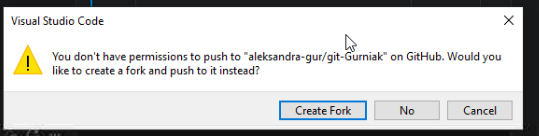 Visual Studio Code
You don't have permissions to push to "aleksandra-gur/git-Gurniak" on GitHub. Would you
like to create a fork and push to it instead?
Create Fork
No
Cancel